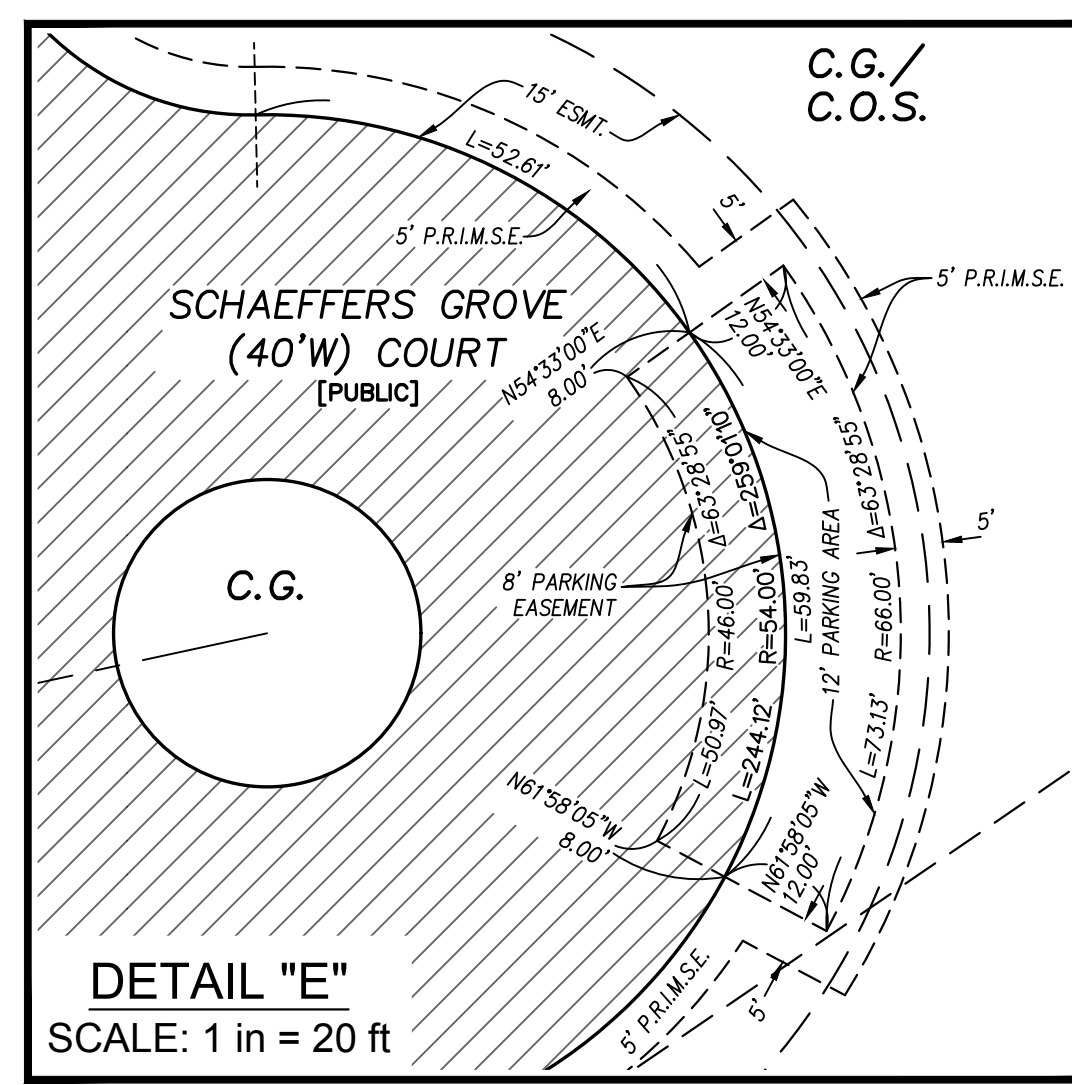 C.G./
C.O.S.
15' ESMT.
L=52.61'
5'
5' P.R.I.M.S.E.
5' P.R.I.M.S.E.
SCHAEFFERS GROVE
(40'W) COURT
[PUBLIC]
N54°33'00"E
12.00'
N54°33'00"E
8.00'
Δ=63°28'55"
Δ=259°01'10"
Δ=63°28'55"
5'
C.G.
8' PARKING
EASEMENT
R=46.00'
R=54.00'
L=59.83'
12' PARKING AREA
R=66.00'
L=50.97'
L=244.12'
L=73.13'
N61°58'05"W
8.00'
N61°58'05"W
12.00'
5' P.R.I.M.S.E.
5'
DETAIL "E"
SCALE: 1 in = 20 ft